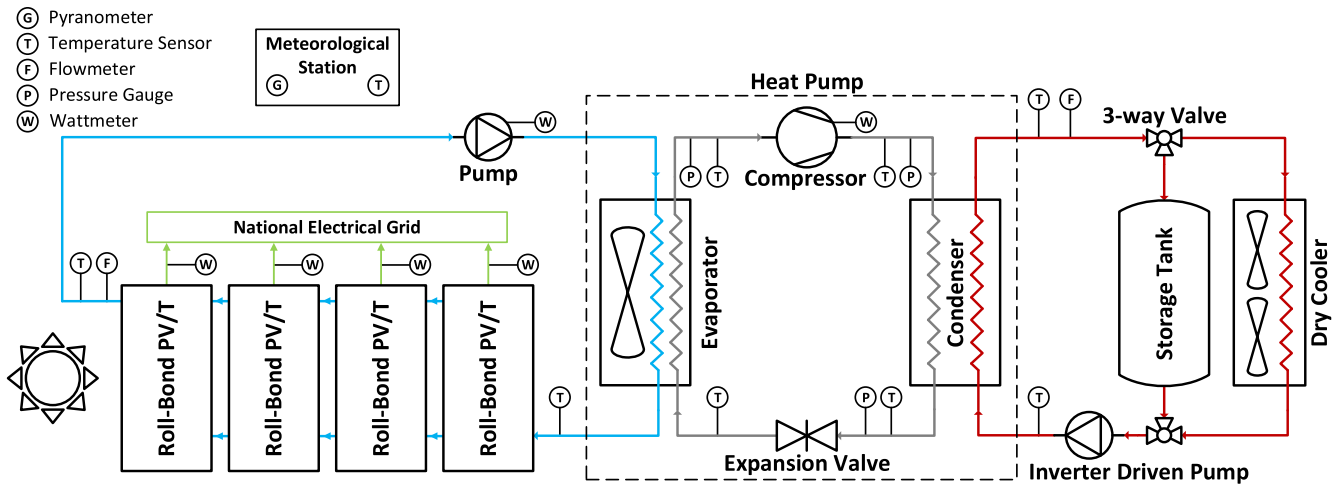 G Pyranometer
T Temperature Sensor
F Flowmeter
P Pressure Gauge
W Wattmeter
Meteorological
Station
G T
Heat Pump
T F
3-way Valve
W
Pump
W
Compressor
P T
T P
National Electrical Grid
T F
W W W W
Roll-Bond PV/T
Roll-Bond PV/T
Roll-Bond PV/T
Roll-Bond PV/T
Evaporator
Condenser
Storage Tank
Dry Cooler
T
T
P T
T
Expansion Valve
Inverter Driven Pump